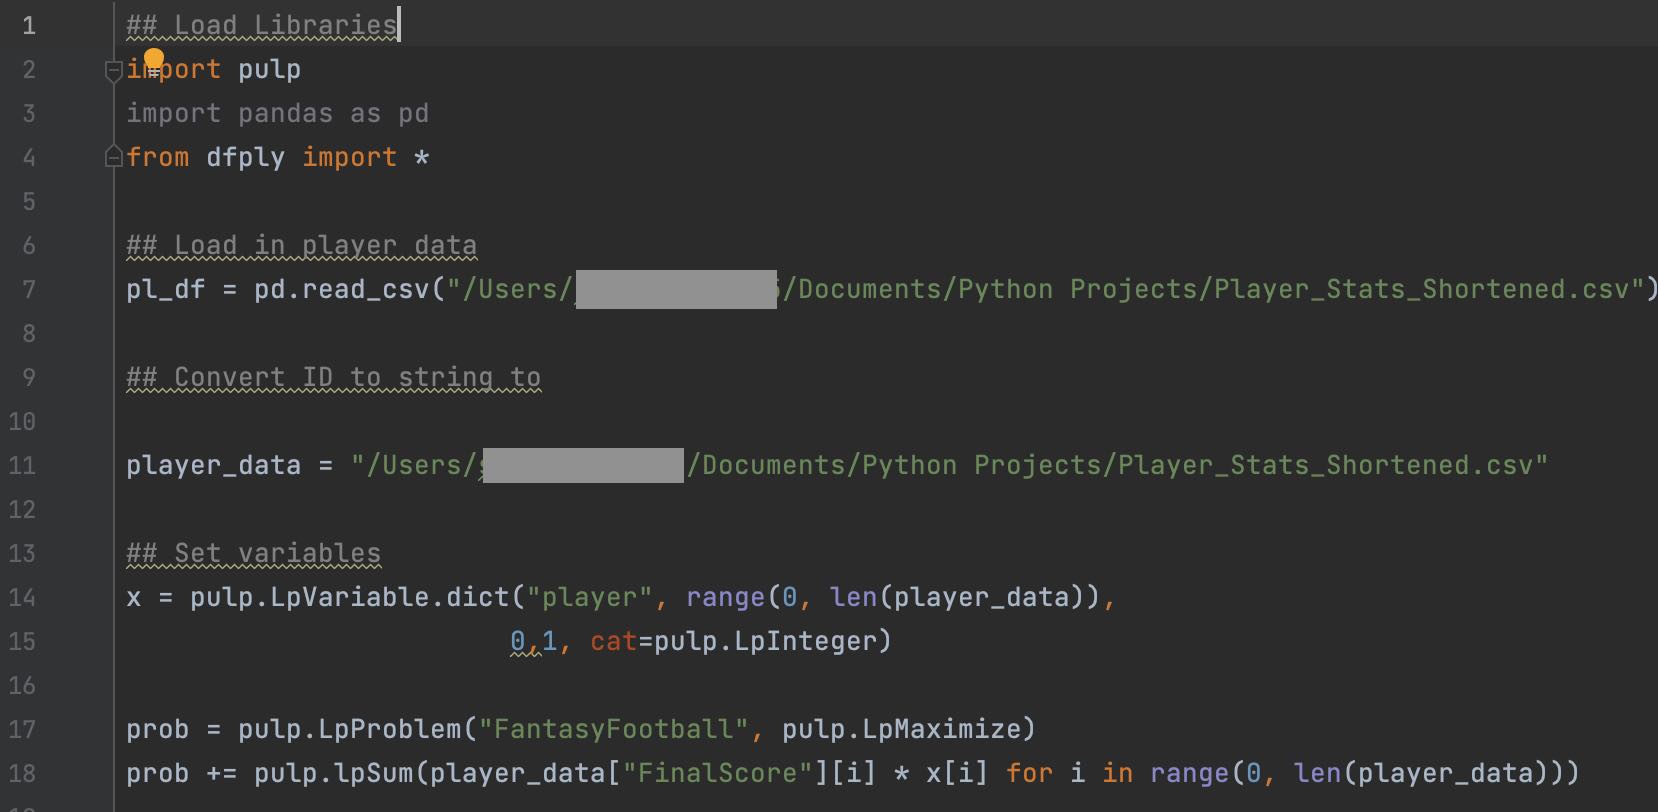 1 ## Load Libraries
2 import pulp
3 import pandas as pd
4 from dfply import *
5
6 ## Load in player data
7 pl_df = pd.read_csv("/Users/ /Documents/Python Projects/Player_Stats_Shortened.csv")
8
9 ## Convert ID to string to
10
11 player_data = "/Users/ /Documents/Python Projects/Player_Stats_Shortened.csv"
12
13 ## Set variables
14 x = pulp.LpVariable.dict("player", range(0, len(player_data)),
15 0,1, cat=pulp.LpInteger)
16
17 prob = pulp.LpProblem("FantasyFootball", pulp.LpMaximize)
18 prob += pulp.lpSum(player_data["FinalScore"][i] * x[i] for i in range(0, len(player_data)))